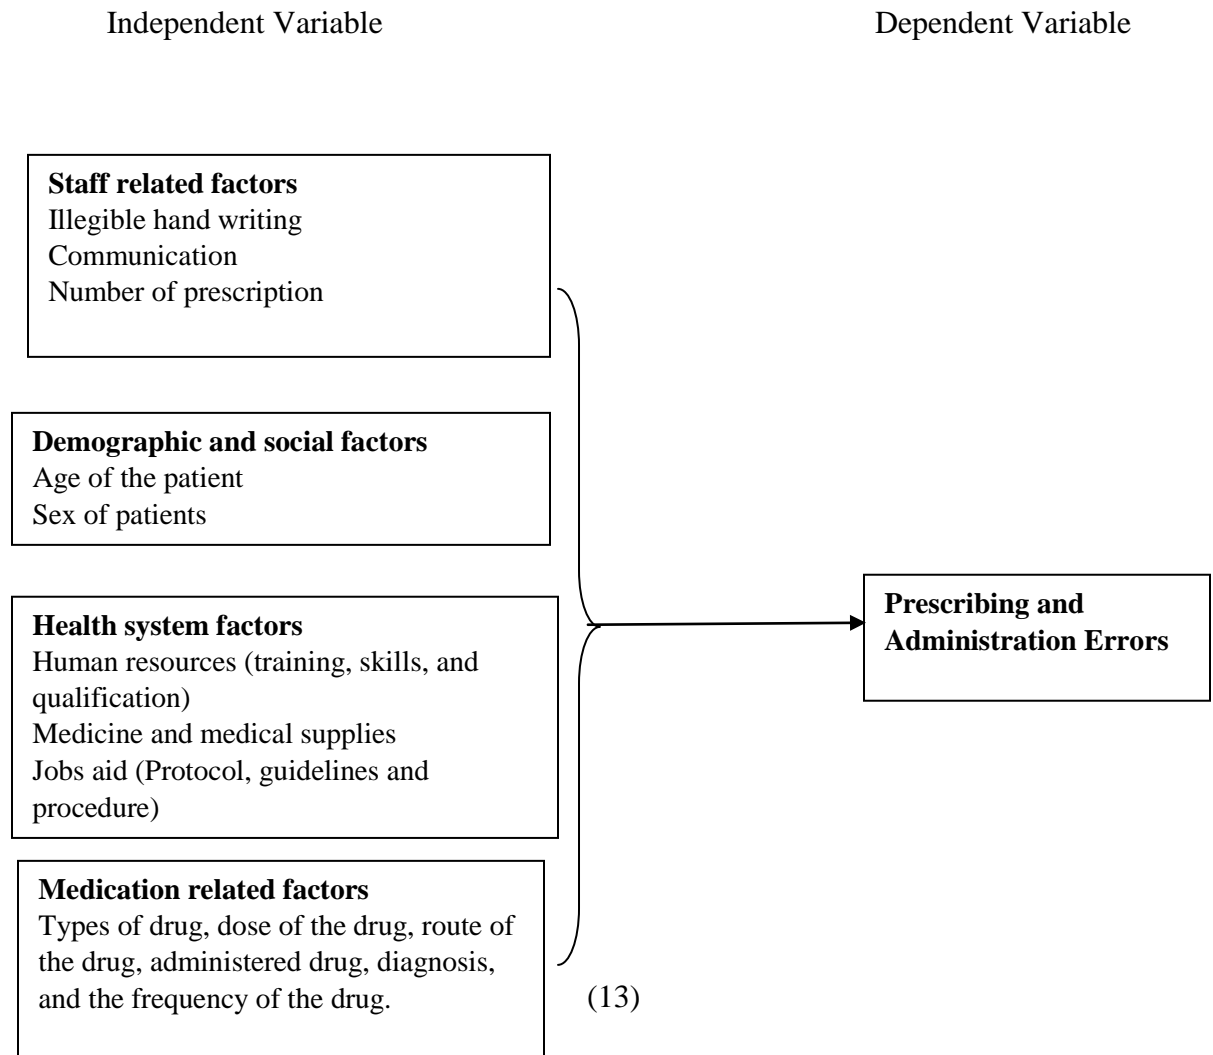 Independent Variable
Dependent Variable
Staff related factors
Illegible hand writing
Communication
Number of prescription
Demographic and social factors
Age of the patient
Sex of patients
Health system factors
Human resources (training, skills, and
qualification)
Medicine and medical supplies
Jobs aid (Protocol, guidelines and
procedure)
Prescribing and
Administration Errors
Medication related factors
Types of drug, dose of the drug, route of
the drug, administered drug, diagnosis,
and the frequency of the drug.
(13)